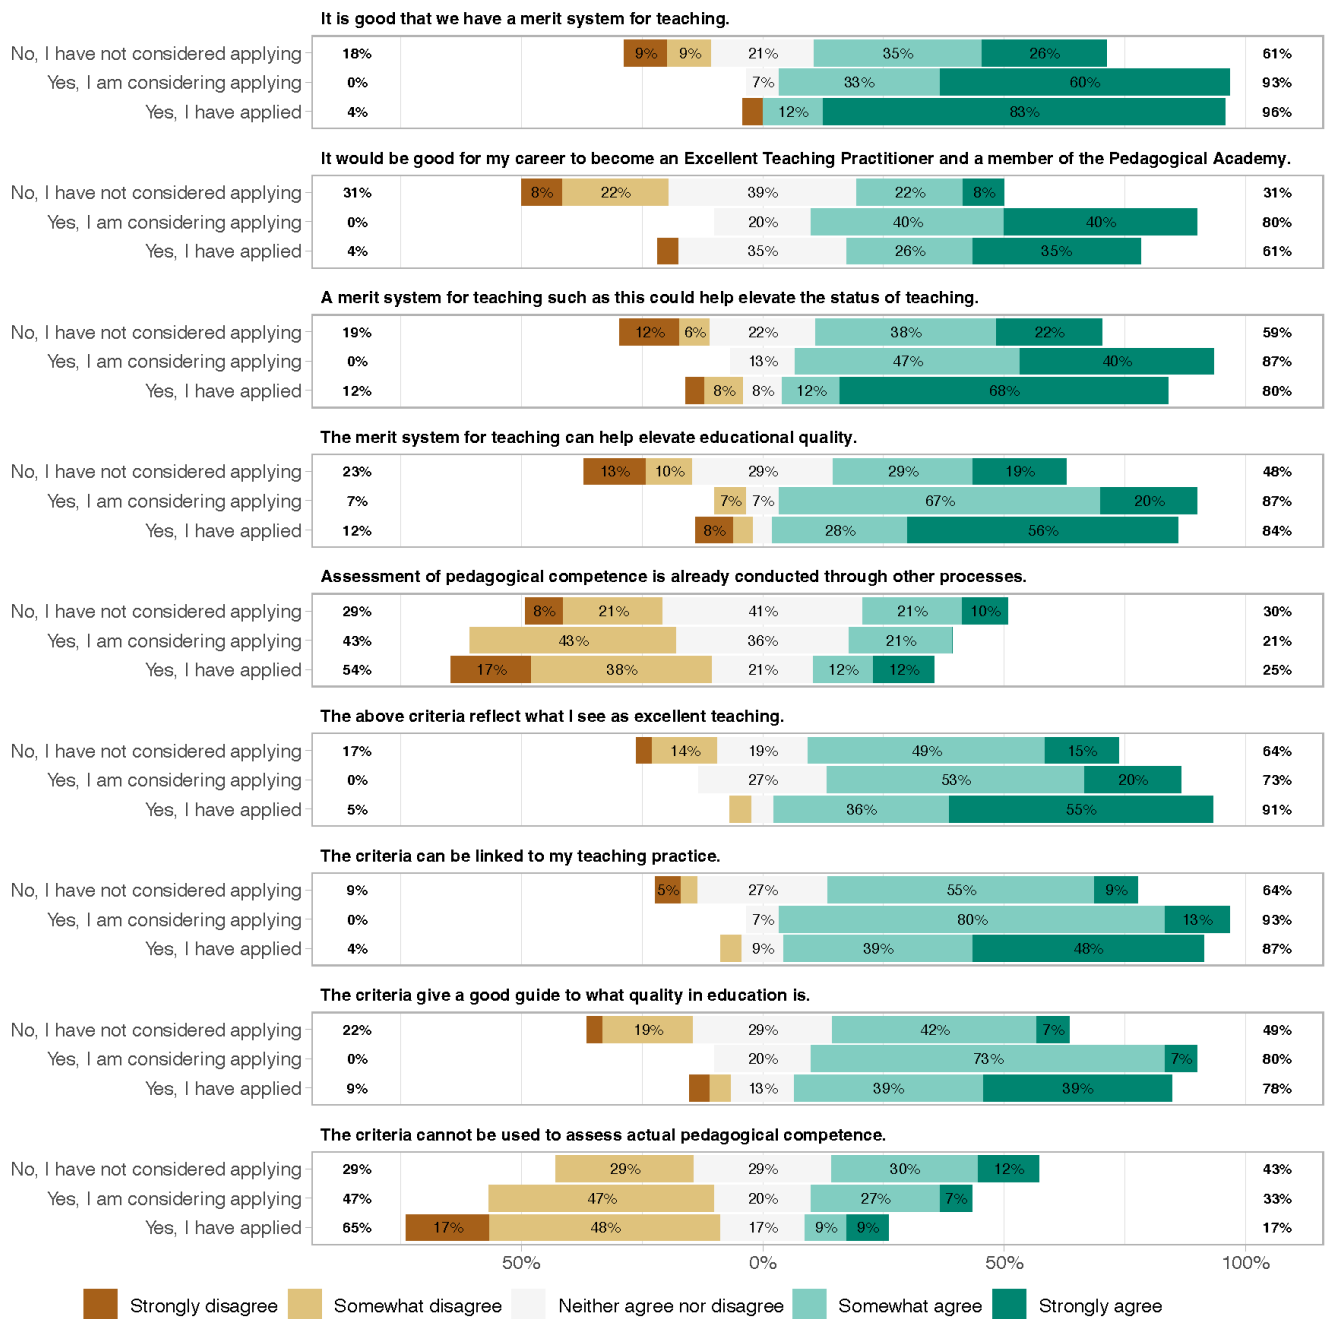 It is good that we have a merit system for teaching.
No, I have not considered applying 18% 9% 9% 21% 35% 26% 61%
Yes, I am considering applying 0% 7% 33% 60% 93%
Yes, I have applied 4% 12% 83% 96%
It would be good for my career to become an Excellent Teaching Practitioner and a member of the Pedagogical Academy.
No, I have not considered applying 31% 8% 22% 39% 22% 8% 31%
Yes, I am considering applying 0% 20% 40% 40% 80%
Yes, I have applied 4% 35% 26% 35% 61%
A merit system for teaching such as this could help elevate the status of teaching.
No, I have not considered applying 19% 12% 6% 22% 38% 22% 59%
Yes, I am considering applying 0% 13% 47% 40% 87%
Yes, I have applied 12% 8% 8% 12% 68% 80%
The merit system for teaching can help elevate educational quality.
No, I have not considered applying 23% 13% 10% 29% 29% 19% 48%
Yes, I am considering applying 7% 7% 7% 67% 20% 87%
Yes, I have applied 12% 8% 28% 56% 84%
Assessment of pedagogical competence is already conducted through other processes.
No, I have not considered applying 29% 8% 21% 41% 21% 10% 30%
Yes, I am considering applying 43% 43% 36% 21% 21%
Yes, I have applied 54% 17% 38% 21% 12% 12% 25%
The above criteria reflect what I see as excellent teaching.
No, I have not considered applying 17% 14% 19% 49% 15% 64%
Yes, I am considering applying 0% 27% 53% 20% 73%
Yes, I have applied 5% 36% 55% 91%
The criteria can be linked to my teaching practice.
No, I have not considered applying 9% 5% 27% 55% 9% 64%
Yes, I am considering applying 0% 7% 80% 13% 93%
Yes, I have applied 4% 9% 39% 48% 87%
The criteria give a good guide to what quality in education is.
No, I have not considered applying 22% 19% 29% 42% 7% 49%
Yes, I am considering applying 0% 20% 73% 7% 80%
Yes, I have applied 9% 13% 39% 39% 78%
The criteria cannot be used to assess actual pedagogical competence.
No, I have not considered applying 29% 29% 29% 30% 12% 43%
Yes, I am considering applying 47% 47% 20% 27% 7% 33%
Yes, I have applied 65% 17% 48% 17% 9% 9% 17%
50% 0% 50% 100%
Strongly disagree Somewhat disagree Neither agree nor disagree Somewhat agree Strongly agree